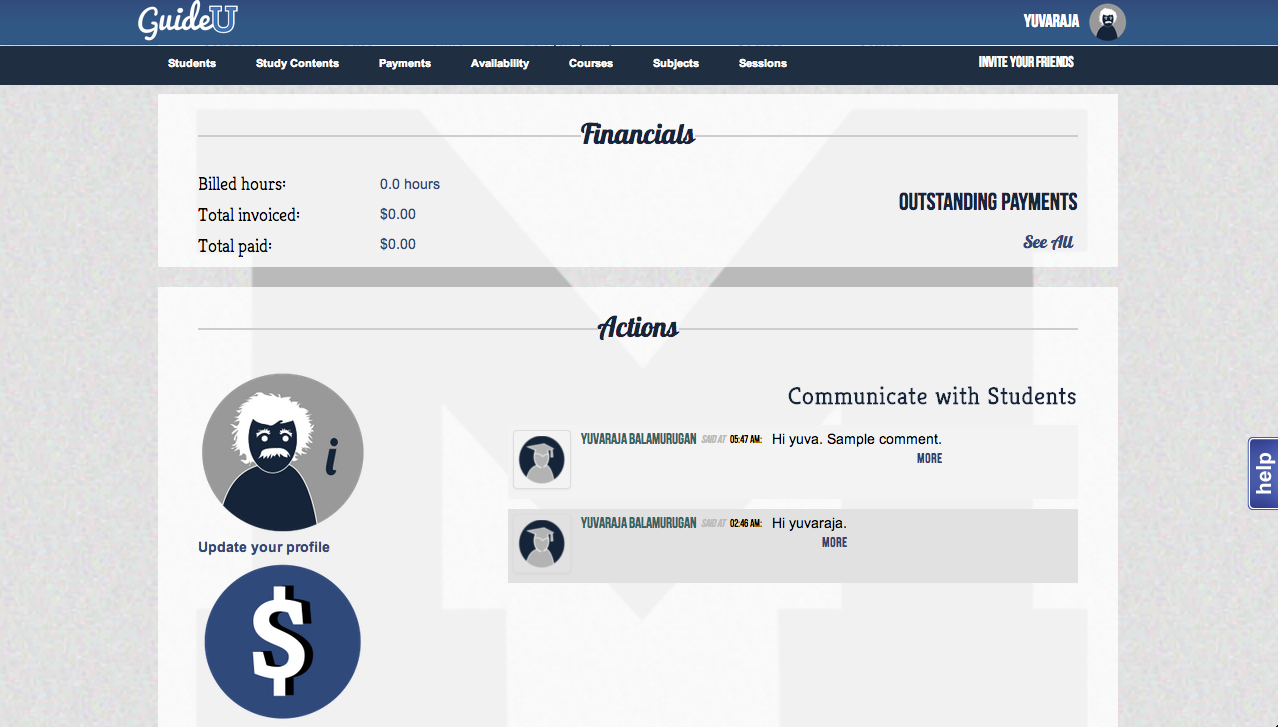 GuideU
YUVARAJA
Students Study Contents Payments Availability Courses Subjects Sessions INVITE YOUR FRIENDS
Financials
Billed hours: 0.0 hours
Total invoiced: $0.00
Total paid: $0.00
OUTSTANDING PAYMENTS
See All
Actions
i
Update your profile
$
Communicate with Students
YUVARAJA BALAMURUGAN SAID AT 05:47 AM: Hi yuva. Sample comment.
MORE
YUVARAJA BALAMURUGAN SAID AT 02:46 AM: Hi yuvaraja.
MORE
help